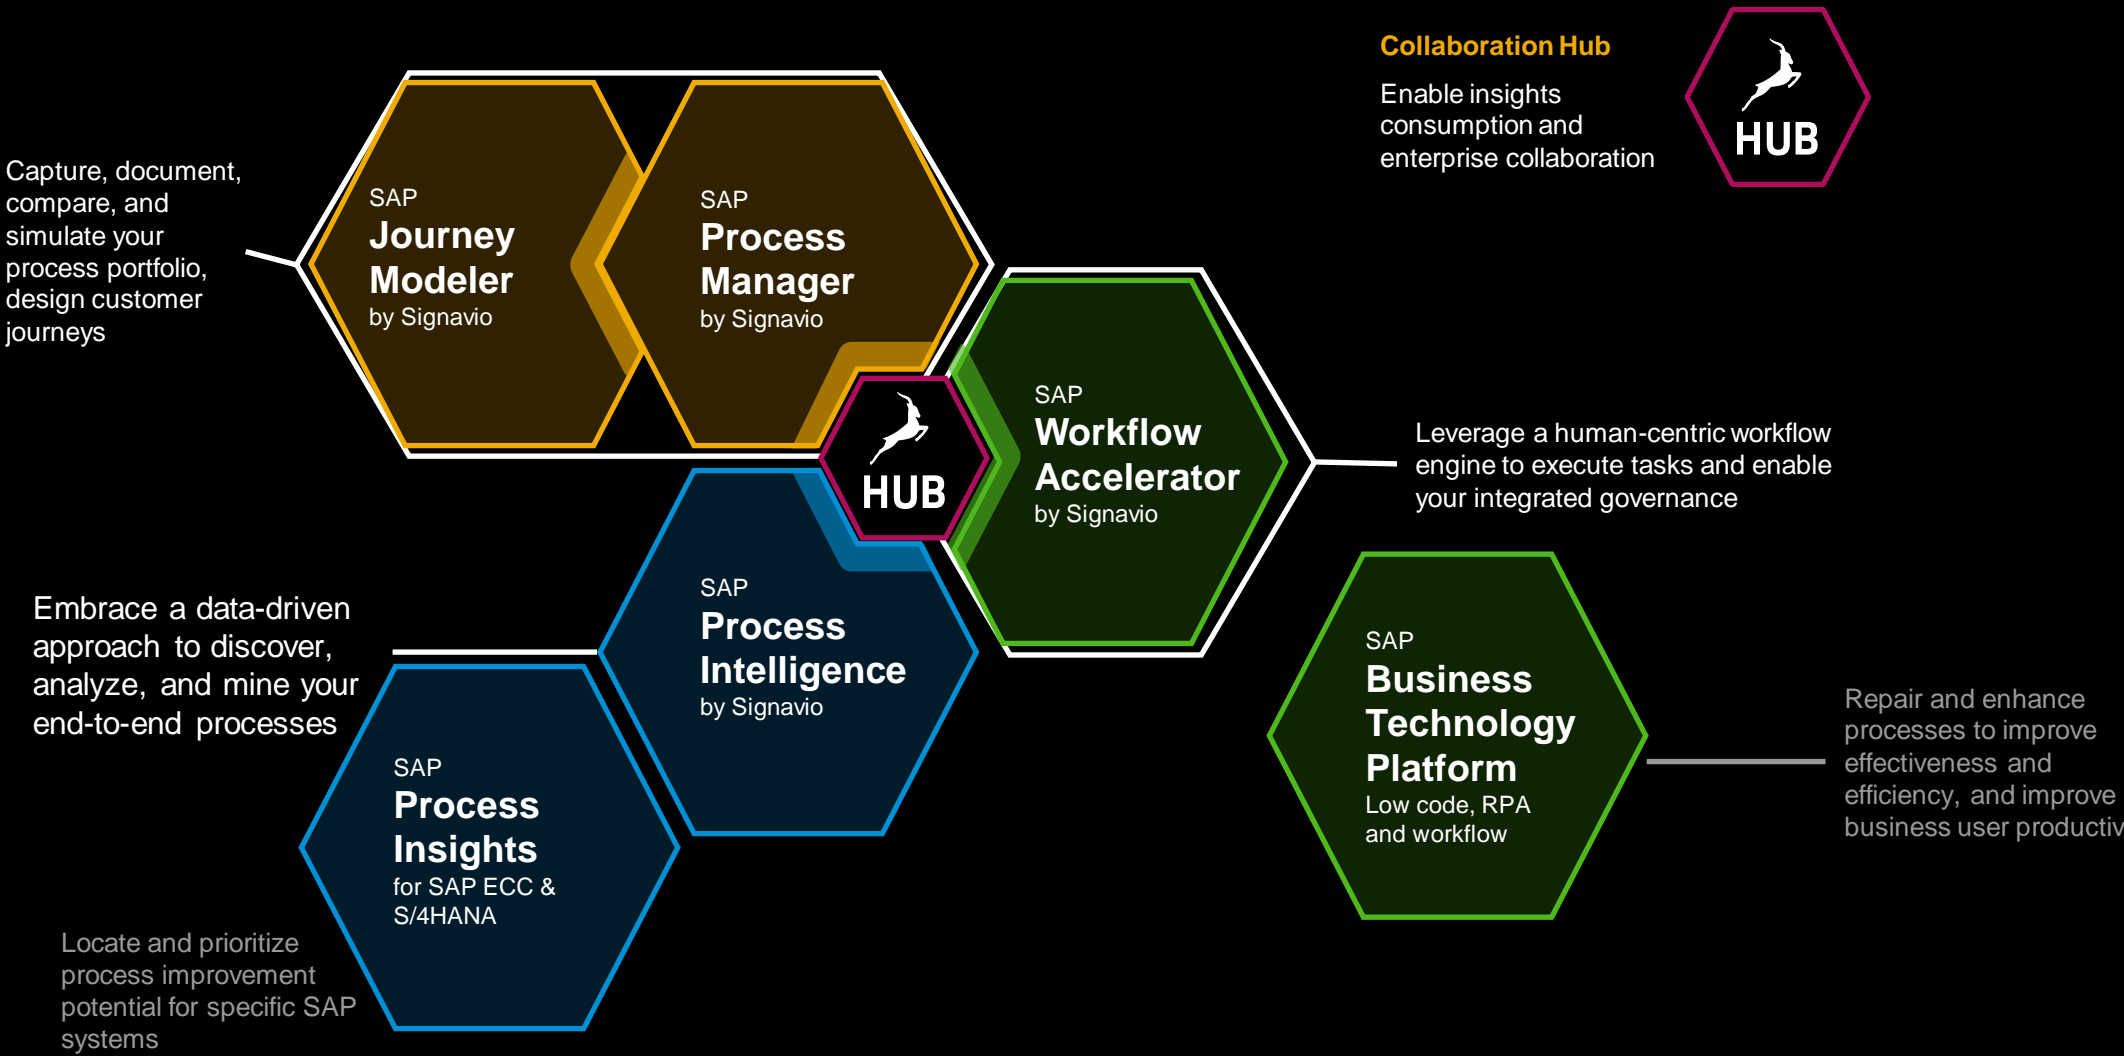 Collaboration Hub
Enable insights
consumption and
enterprise collaboration
HUB
Capture, document,
compare, and
simulate your
process portfolio,
design customer
journeys
SAP
Journey
Modeler
by Signavio
SAP
Process
Manager
by Signavio
HUB
SAP
Workflow
Accelerator
by Signavio
Leverage a human-centric workflow
engine to execute tasks and enable
your integrated governance
Embrace a data-driven
approach to discover,
analyze, and mine your
end-to-end processes
SAP
Process
Intelligence
by Signavio
SAP
Business
Technology
Platform
Low code, RPA
and workflow
Repair and enhance
processes to improve
effectiveness and
efficiency, and improve
business user productiv
SAP
Process
Insights
for SAP ECC &
S/4HANA
Locate and prioritize
process improvement
potential for specific SAP
systems